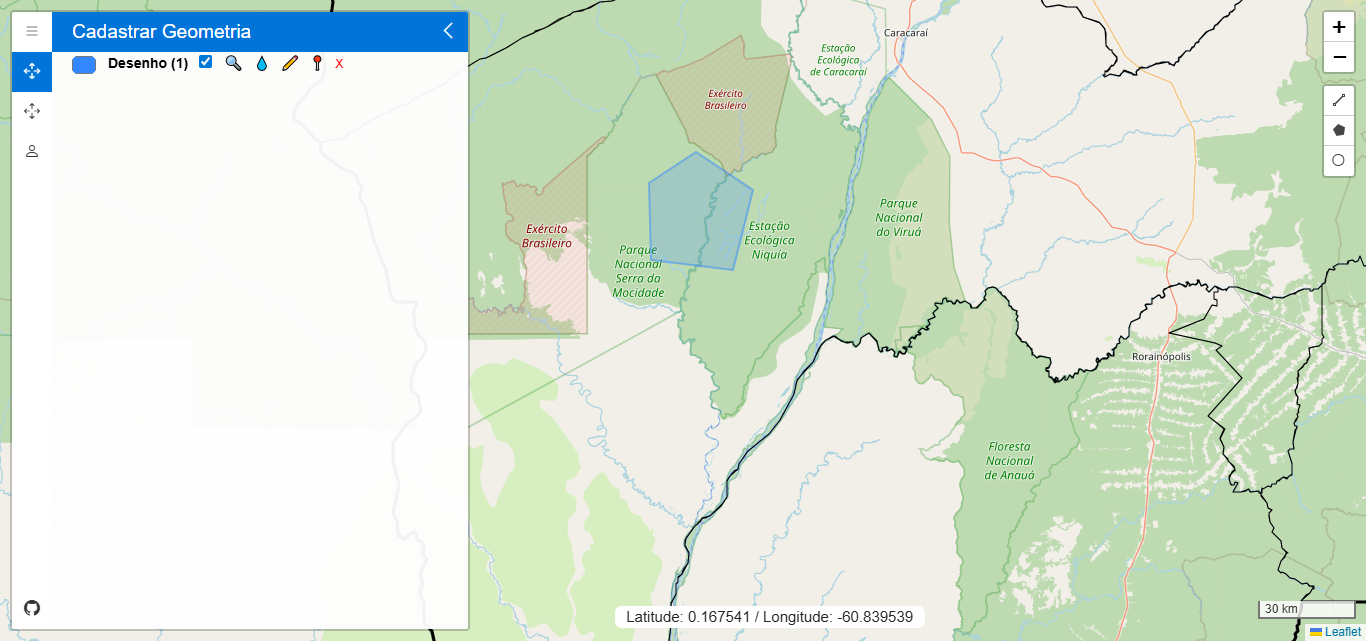 Cadastrar Geometria
Desenho (1)
X
Caracaraí
Estação
Ecológica
de Caracaraí
Exército
Brasileiro
Parque
Nacional
do Viruá
Exército
Brasileiro
Estação
Ecológica
Niquía
Parque
Nacional
Serra da
Mocidade
Rorainópolis
Floresta
Nacional
de Anauá
+
−
30 km
Latitude: 0.167541 / Longitude: -60.839539
Leaflet